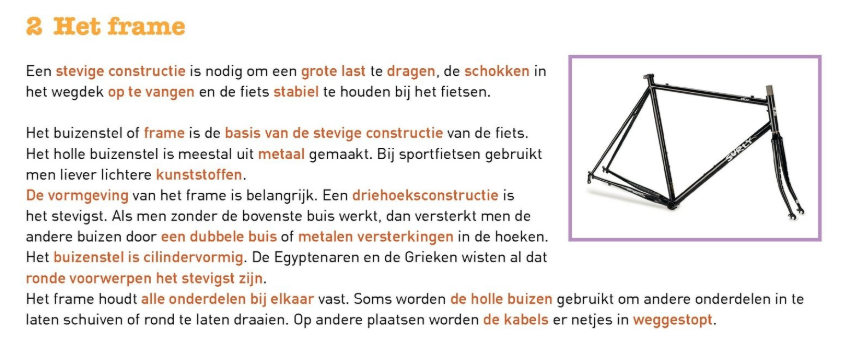 2 Het frame
Een stevige constructie is nodig om een grote last te dragen, de schokken in
het wegdek op te vangen en de fiets stabiel te houden bij het fietsen.
Het buizenstel of frame is de basis van de stevige constructie van de fiets.
Het holle buizenstel is meestal uit metaal gemaakt. Bij sportfietsen gebruikt
men liever lichtere kunststoffen.
De vormgeving van het frame is belangrijk. Een driehoeksconstructie is
het stevigst. Als men zonder de bovenste buis werkt, dan versterkt men de
andere buizen door een dubbele buis of metalen versterkingen in de hoeken.
Het buizenstel is cilindervormig. De Egyptenaren en de Grieken wisten al dat
ronde voorwerpen het stevigst zijn.
Het frame houdt alle onderdelen bij elkaar vast. Soms worden de holle buizen gebruikt om andere onderdelen in te
laten schuiven of rond te laten draaien. Op andere plaatsen worden de kabels er netjes in weggestopt.
SURLY